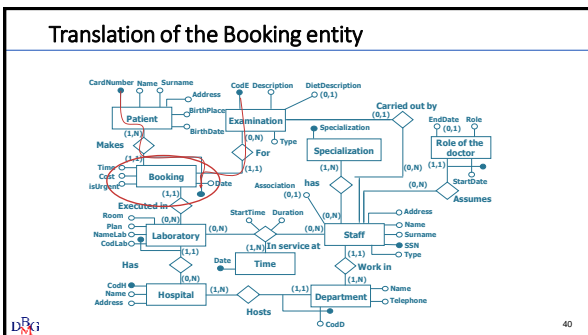 Translation of the Booking entity
CardNumber Name Surname
Address
CodE Description DietDescription
(0,1)
Carried out by
EndDate Role
(0,1)
BirthPlace
Patient
(1,N)
BirthDate
Examination
(0,N)
Type
(0,1)
Specialization
Specialization
(1,N)
Role of the
doctor
(1,1)
StartDate
Makes
For
(1,1)
(1,1)
Time
Cost
isUrgent
Booking
Date
(1,1)
Association
(0,1)
has
(0,N)
(0,N)
Assumes
Executed in
Room
Plan
NameLab
CodLab
(0,N)
Laboratory
(0,N)
StartTime Duration
(0,N)
(0,N)
Staff
Address
Name
Surname
SSN
Type
(1,1)
(1,N)
In service at
Date
Time
(1,1)
Work in
Has
(0,N)
(1,N)
CodH
Name
Address
Hospital
(1,N)
(1,1)
Department
Name
Telephone
Hosts
CodD
DBMG
40